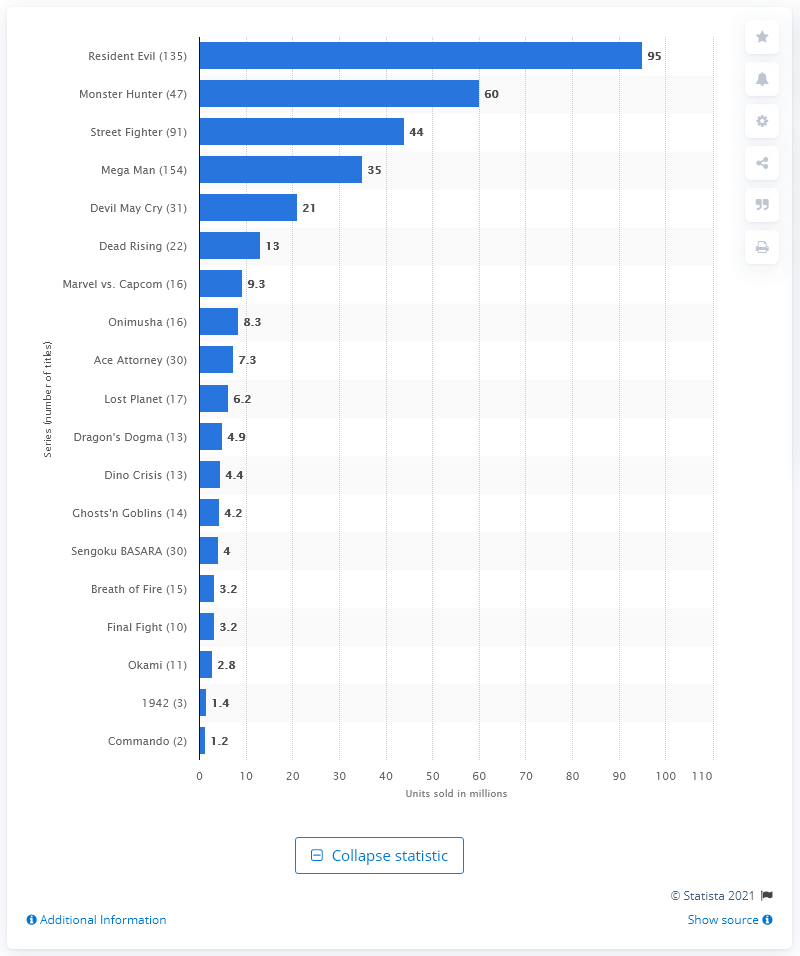 Resident Evil (135) 95
Monster Hunter (47) 60
Street Fighter (91) 44
Mega Man (154) 35
Devil May Cry (31) 21
Dead Rising (22) 13
Marvel vs. Capcom (16) 9.3
Onimusha (16) 8.3
Ace Attorney (30) 7.3
Lost Planet (17) 6.2
Dragon's Dogma (13) 4.9
Dino Crisis (13) 4.4
Ghosts'n Goblins (14) 4.2
Sengoku BASARA (30) 4
Breath of Fire (15) 3.2
Final Fight (10) 3.2
Okami (11) 2.8
1942 (3) 1.4
Commando (2) 1.2
Series (number of titles)
0 10 20 30 40 50 60 70 80 90 100 110
Units sold in millions
Collapse statistic
© Statista 2021
Additional Information
Show source